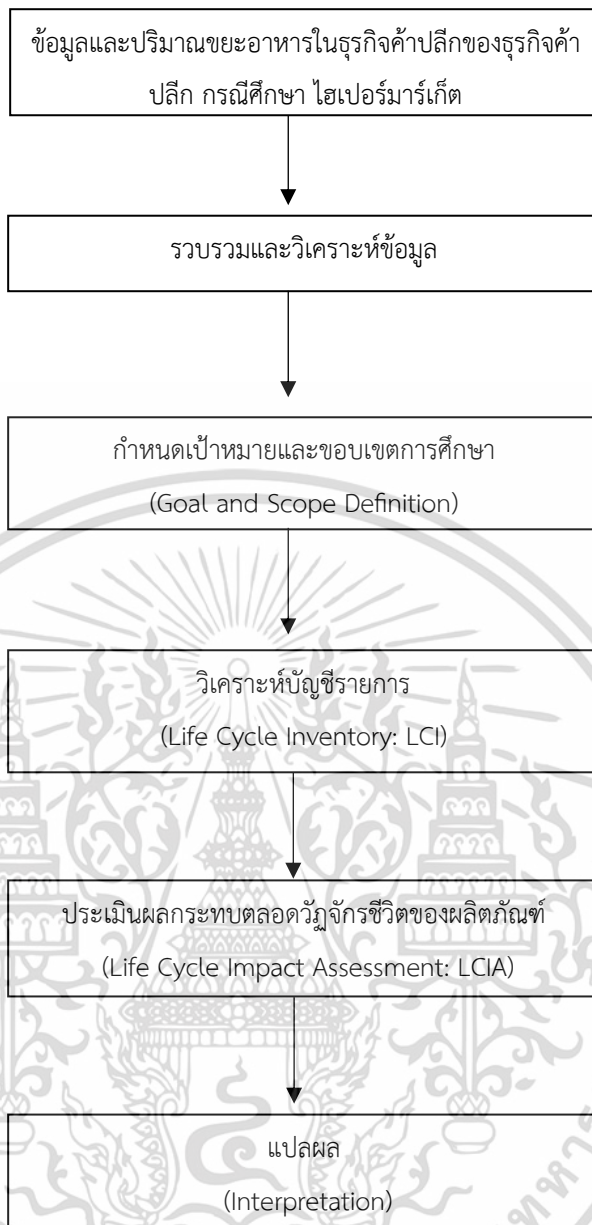 ข้อมูลและปริมาณขยะอาหารในธุรกิจค้าปลีกของธุรกิจค้า
ปลีก กรณีศึกษา ไฮเปอร์มาร์เก็ต
รวบรวมและวิเคราะห์ข้อมูล
กำหนดเป้าหมายและขอบเขตการศึกษา
(Goal and Scope Definition)
วิเคราะห์บัญชีรายการ
(Life Cycle Inventory: LCI)
ประเมินผลกระทบตลอดวัฏจักรชีวิตของผลิตภัณฑ์
(Life Cycle Impact Assessment: LCIA)
แปลผล
(Interpretation)